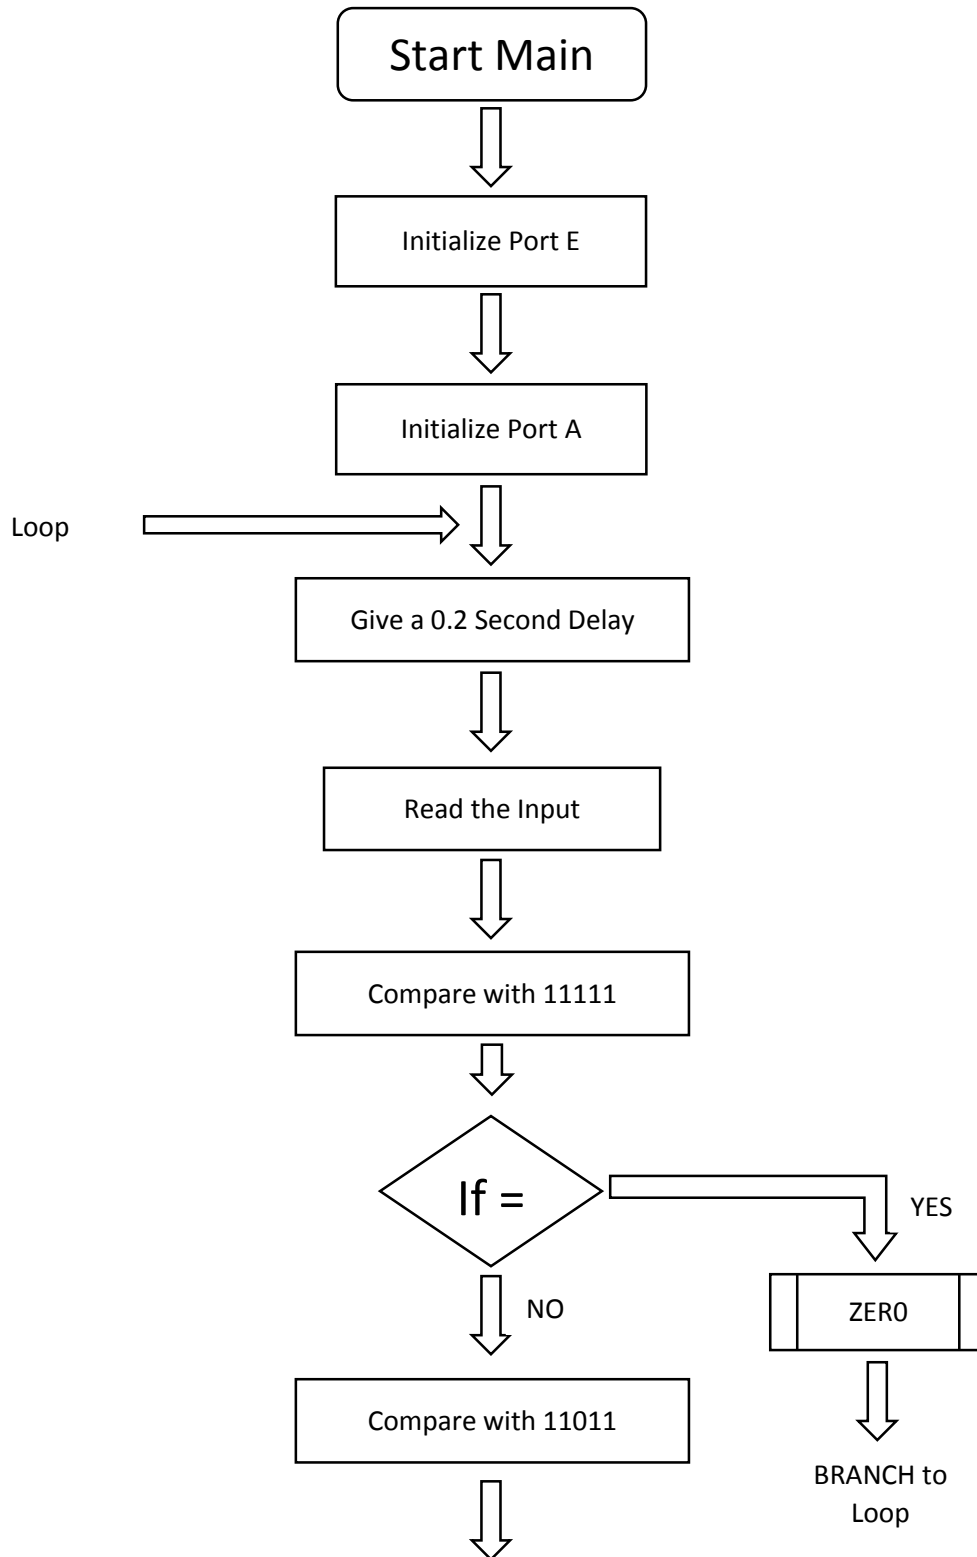 Start Main
Initialize Port E
Initialize Port A
Loop
Give a 0.2 Second Delay
Read the Input
Compare with 11111
If =
YES
ZER0
NO
Compare with 11011
BRANCH to
Loop